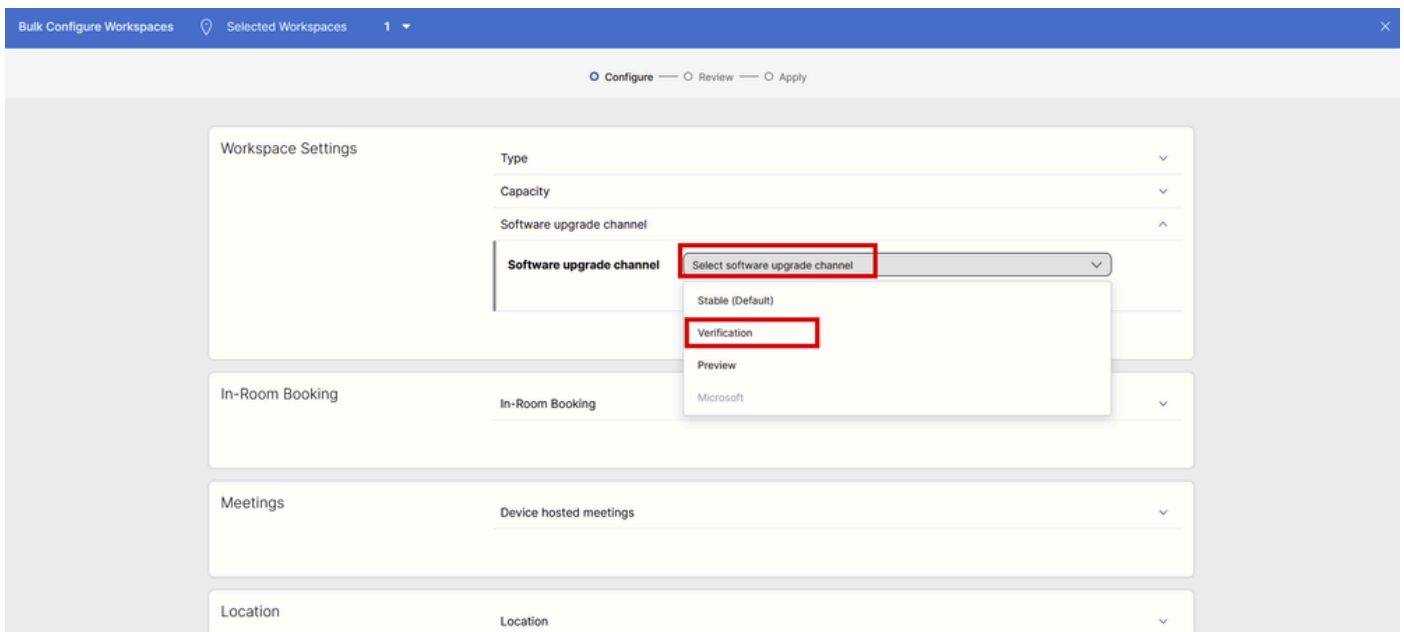 Bulk Configure Workspaces Selected Workspaces 1
Configure Review Apply
Workspace Settings
Type
Capacity
Software upgrade channel
Software upgrade channel Select software upgrade channel
Stable (Default)
Verification
Preview
Microsoft
In-Room Booking
In-Room Booking
Meetings
Device hosted meetings
Location
Location